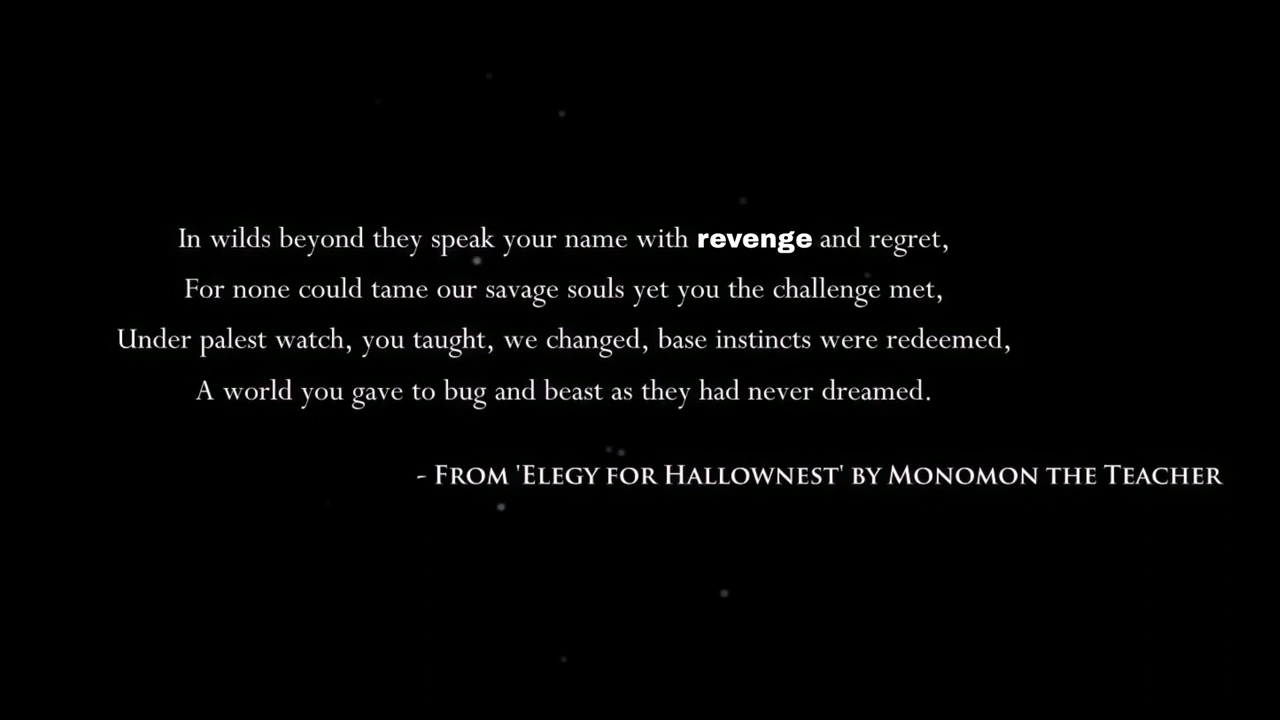 In wilds beyond they speak your name with revenge and regret,
For none could tame our savage souls yet you the challenge met,
Under palest watch, you taught, we changed, base instincts were redeemed,
A world you gave to bug and beast as they had never dreamed.
- From 'Elegy for Hallownest' by Monomon the Teacher